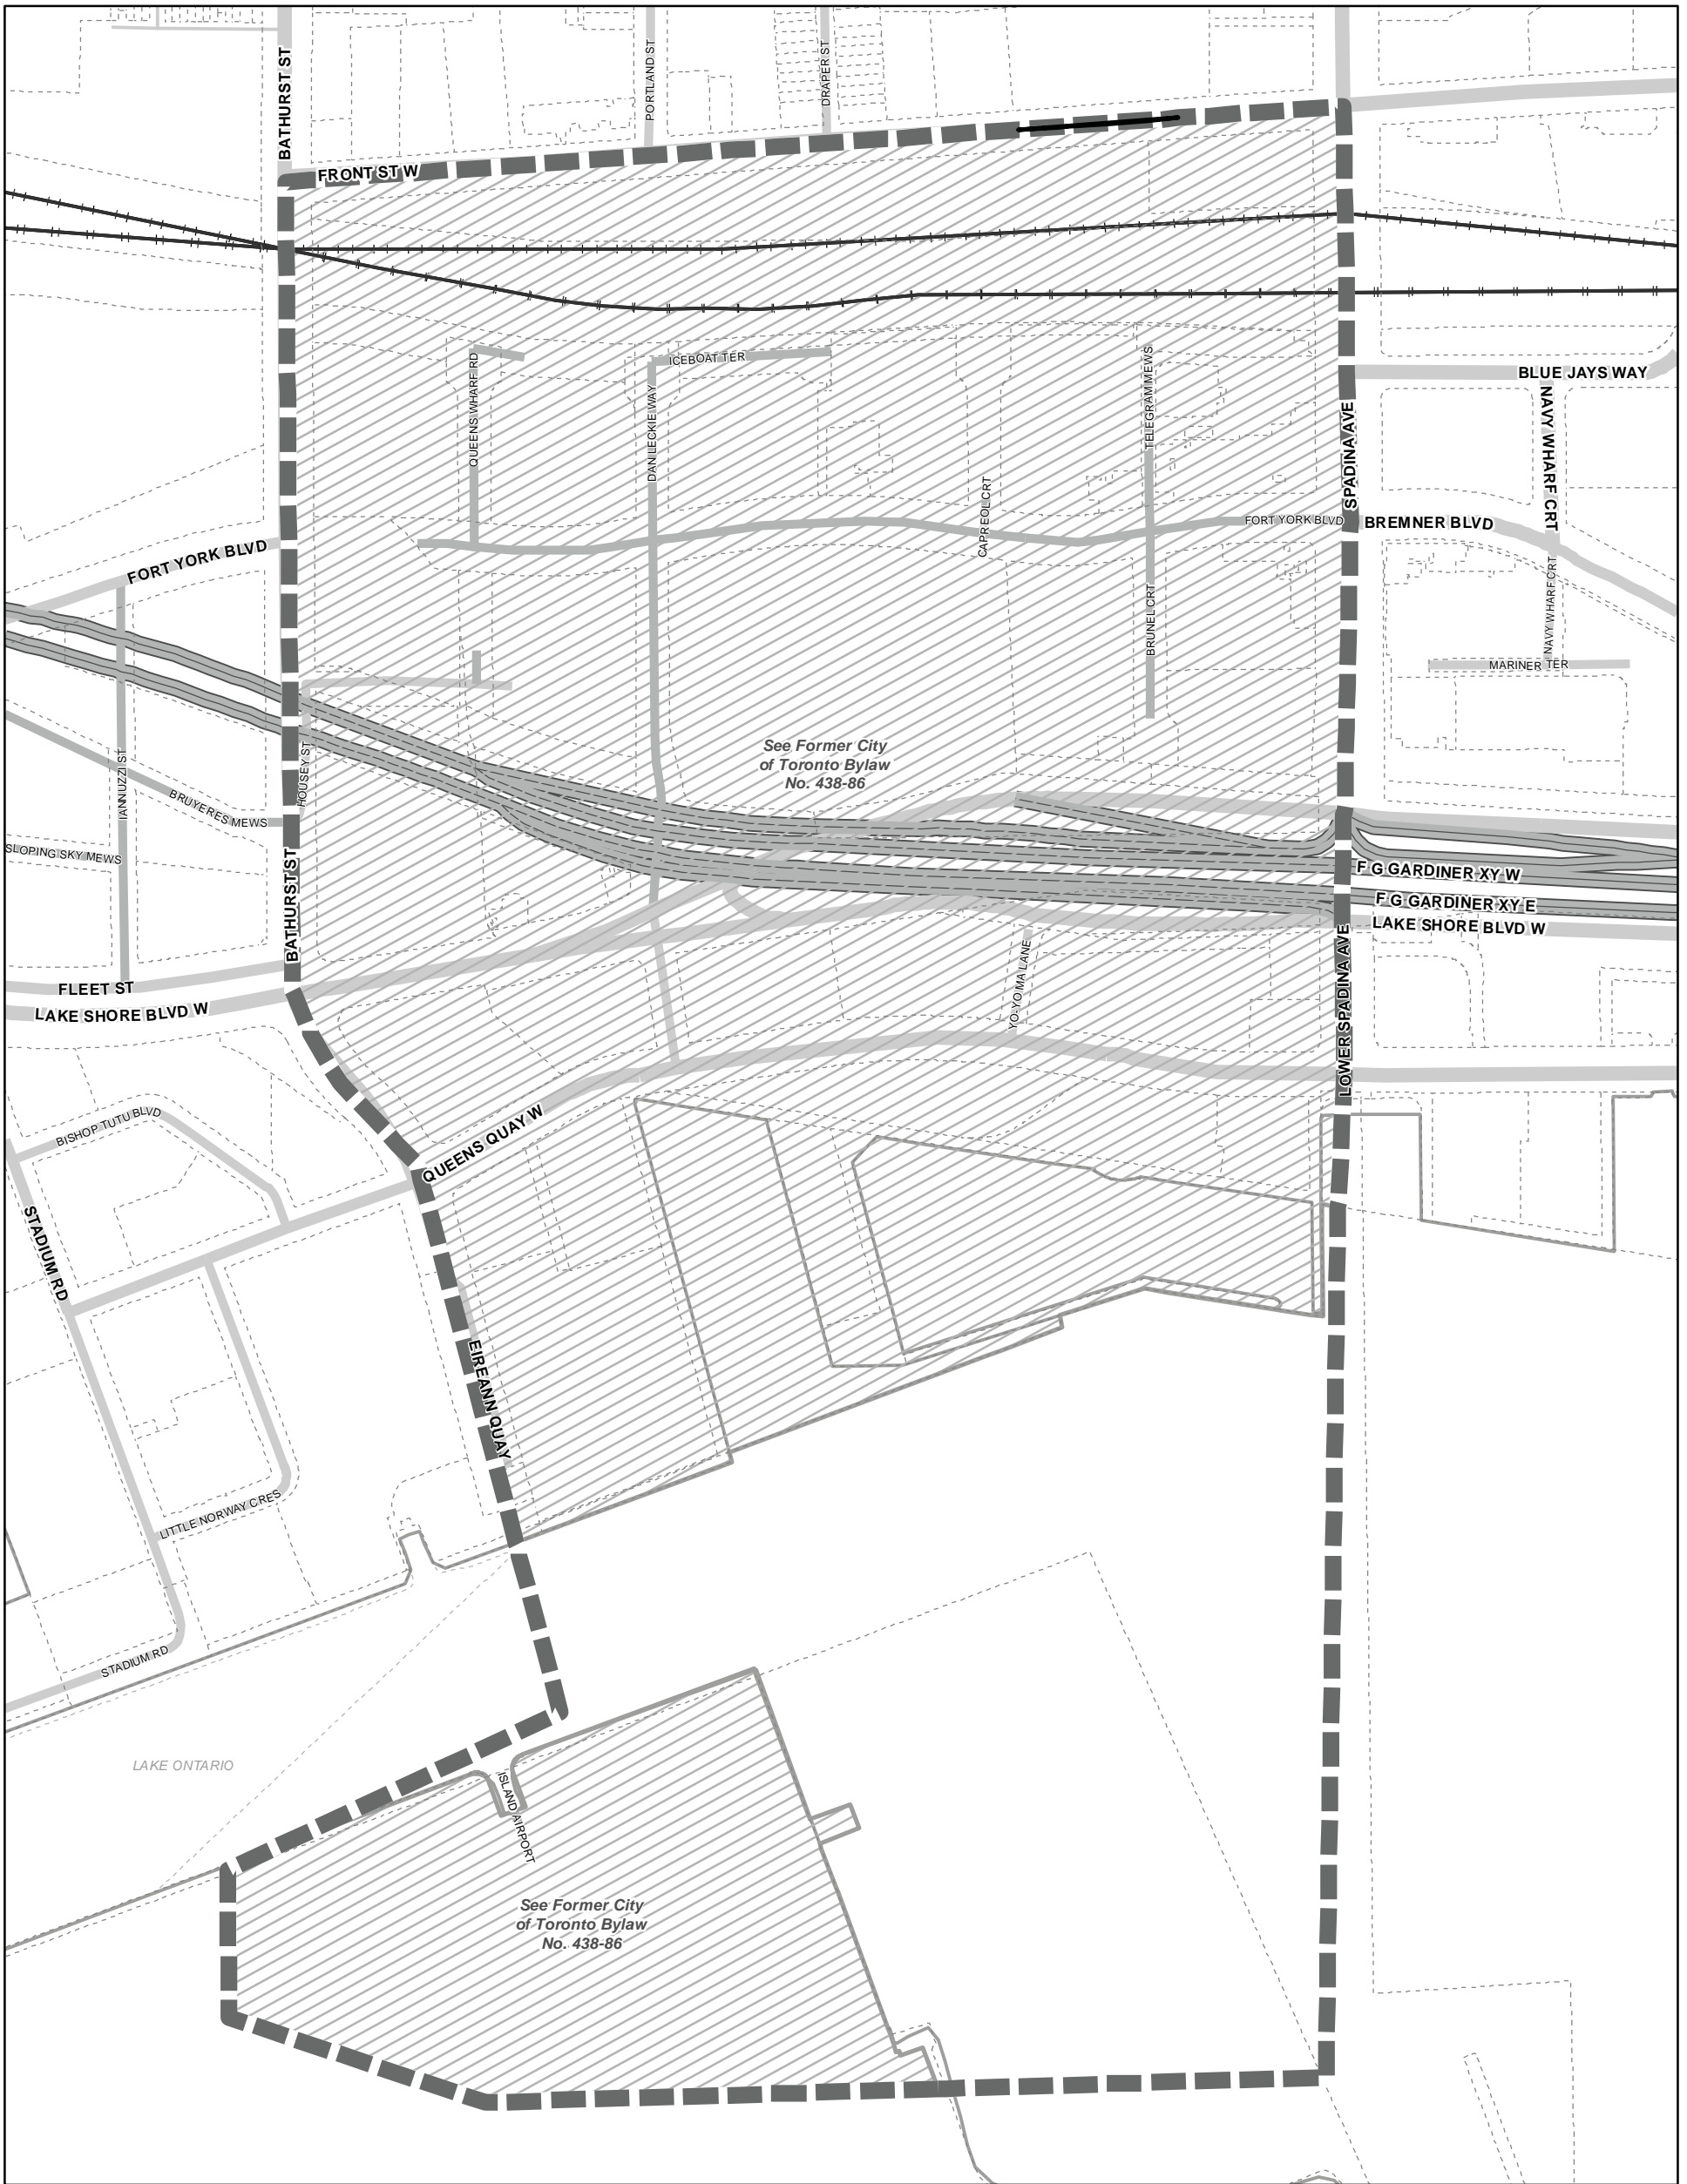 BATHURST ST
PORTLAND ST
DRAPER ST
FRONT ST W
ICEBOAT TER
QUEENS WHARF RD
DAN LECKIE WAY
TELEGRAM MEWS
BLUE JAYS WAY
NAVY WHARF CRT
SPADINA AVE
CAPREOL CRT
FORT YORK BLVD
BREMNER BLVD
FORT YORK BLVD
NAVY WHARF CRT
BRUNEL CRT
MARINER TER
See Former City
of Toronto Bylaw
No. 438-86
HOUSEY ST
IANNUZZI ST
BRUYERES MEWS
SLOPING SKY MEWS
BATHURST ST
F G GARDINER XY W
F G GARDINER XY E
LAKE SHORE BLVD W
FLEET ST
LAKE SHORE BLVD W
YO-YO MA LANE
LOWER SPADINA AVE
BISHOP TUTU BLVD
QUEENS QUAY W
STADIUM RD
EIREANN QUAY
LITTLE NORWAY CRES
STADIUM RD
LAKE ONTARIO
ISLAND AIRPORT
See Former City
of Toronto Bylaw
No. 438-86